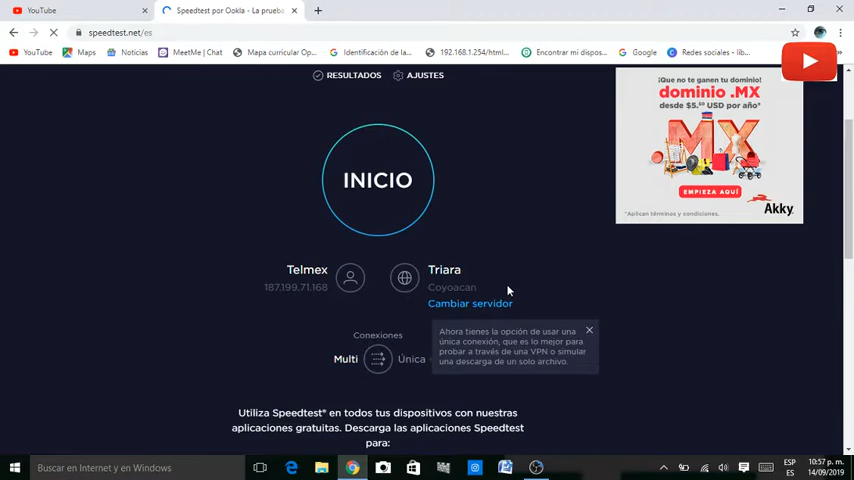 YouTube
Speedtest por Ookla - La prueba
speedtest.net/es
YouTube
Maps
Noticias
MeetMe | Chat
Mapa curricular Op...
Identificación de la...
192.168.1.254/html...
Encontrar mi dispos...
Google
Redes sociales - lib...
RESULTADOS
AJUSTES
¡Que no te ganen tu dominio!
dominio .MX
desde $5.50 USD por año*
.MX
EMPIEZA AQUÍ
Akky
*Aplican términos y condiciones.
INICIO
Telmex
187.199.71.168
Triara
Coyoacan
Cambiar servidor
Conexiones
Multi
Única
Ahora tienes la opción de usar una
única conexión, que es lo mejor para
probar a través de una VPN o simular
una descarga de un solo archivo.
Utiliza Speedtest® en todos tus dispositivos con nuestras
aplicaciones gratuitas. Descarga las aplicaciones Speedtest
para:
Buscar en Internet y en Windows
ESP
ES
10:57 p. m.
14/09/2019